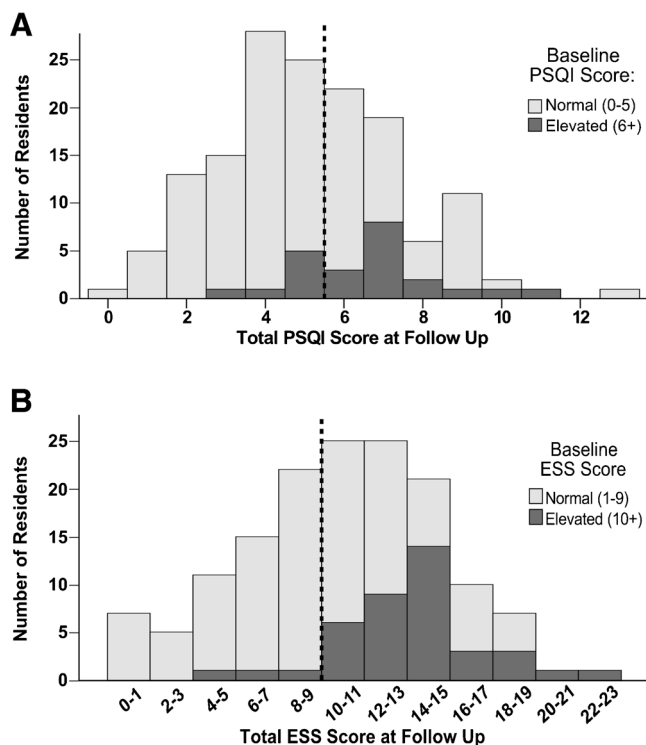 A
Baseline
PSQI Score:
Normal (0-5)
Elevated (6+)
Number of Residents
25
20
15
10
5
0
0 2 4 6 8 10 12
Total PSQI Score at Follow Up
B
Baseline
ESS Score
Normal (1-9)
Elevated (10+)
Number of Residents
25
20
15
10
5
0
0-1 2-3 4-5 6-7 8-9 10-11 12-13 14-15 16-17 18-19 20-21 22-23
Total ESS Score at Follow Up